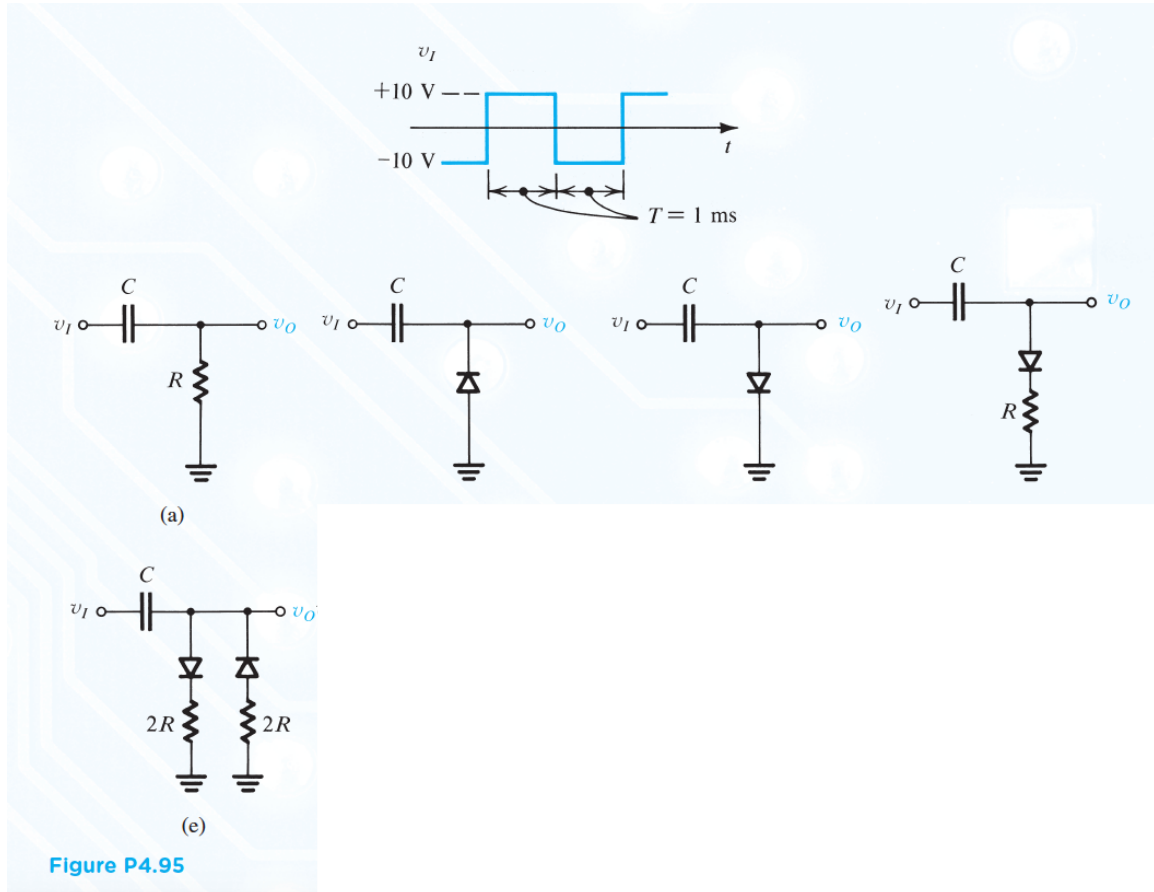 v_I
+10 V
−10 V
t
T = 1 ms
C
v_I
v_O
R
(a)
C
v_I
v_O
C
v_I
v_O
C
v_I
v_O
R
C
v_I
v_O
2R
2R
(e)
Figure P4.95